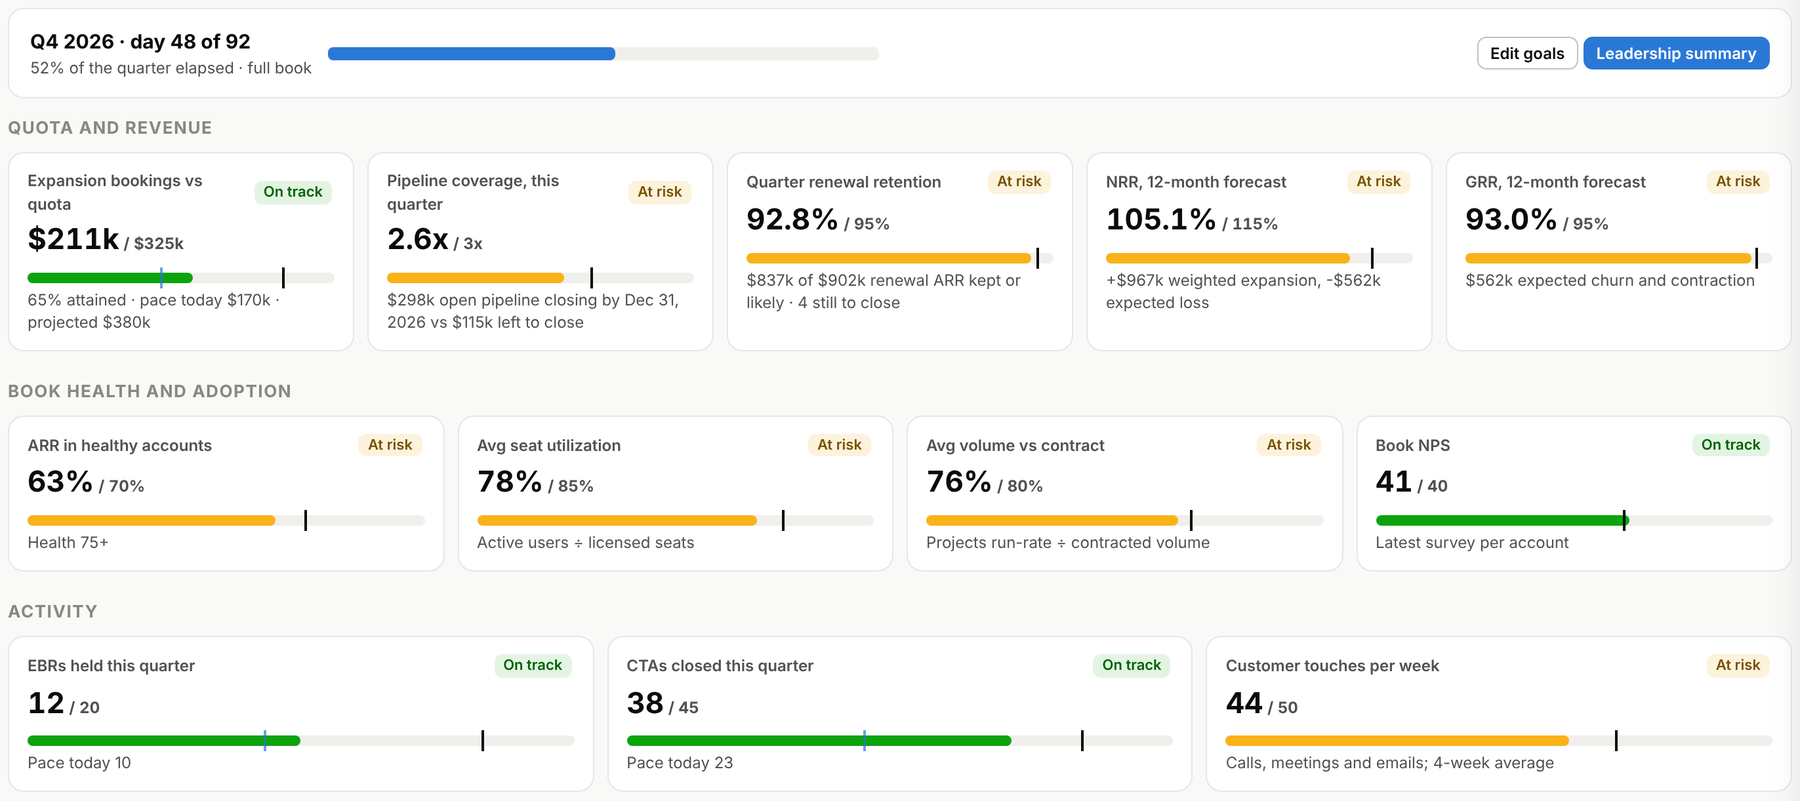 Q4 2026 · day 48 of 92
52% of the quarter elapsed · full book
Edit goals
Leadership summary
QUOTA AND REVENUE
Expansion bookings vs
quota
On track
$211k / $325k
65% attained · pace today $170k ·
projected $380k
Pipeline coverage, this
quarter
At risk
2.6x / 3x
$298k open pipeline closing by Dec 31,
2026 vs $115k left to close
Quarter renewal retention
At risk
92.8% / 95%
$837k of $902k renewal ARR kept or
likely · 4 still to close
NRR, 12-month forecast
At risk
105.1% / 115%
+$967k weighted expansion, -$562k
expected loss
GRR, 12-month forecast
At risk
93.0% / 95%
$562k expected churn and contraction
BOOK HEALTH AND ADOPTION
ARR in healthy accounts
At risk
63% / 70%
Health 75+
Avg seat utilization
At risk
78% / 85%
Active users ÷ licensed seats
Avg volume vs contract
At risk
76% / 80%
Projects run-rate ÷ contracted volume
Book NPS
On track
41 / 40
Latest survey per account
ACTIVITY
EBRs held this quarter
On track
12 / 20
Pace today 10
CTAs closed this quarter
On track
38 / 45
Pace today 23
Customer touches per week
At risk
44 / 50
Calls, meetings and emails; 4-week average